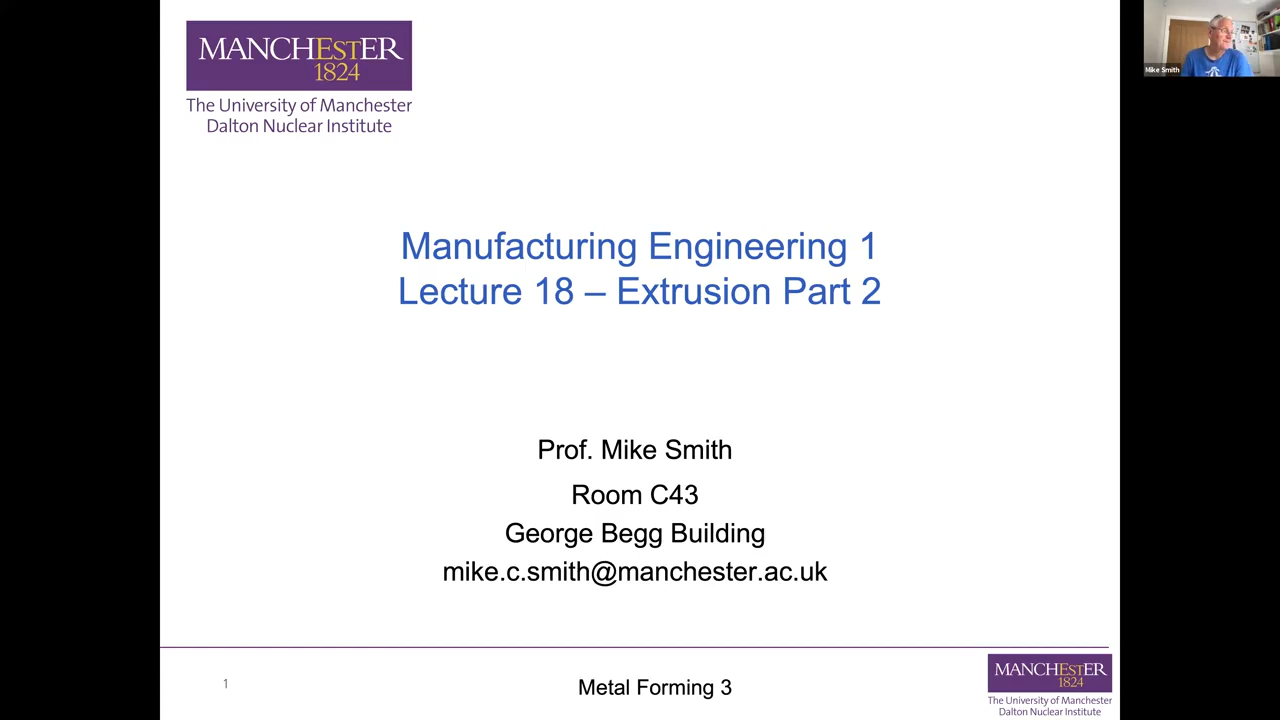 MANCHESTER
1824
The University of Manchester
Dalton Nuclear Institute
Mike Smith
Manufacturing Engineering 1
Lecture 18 – Extrusion Part 2
Prof. Mike Smith
Room C43
George Begg Building
mike.c.smith@manchester.ac.uk
1
Metal Forming 3
MANCHESTER
1824
The University of Manchester
Dalton Nuclear Institute